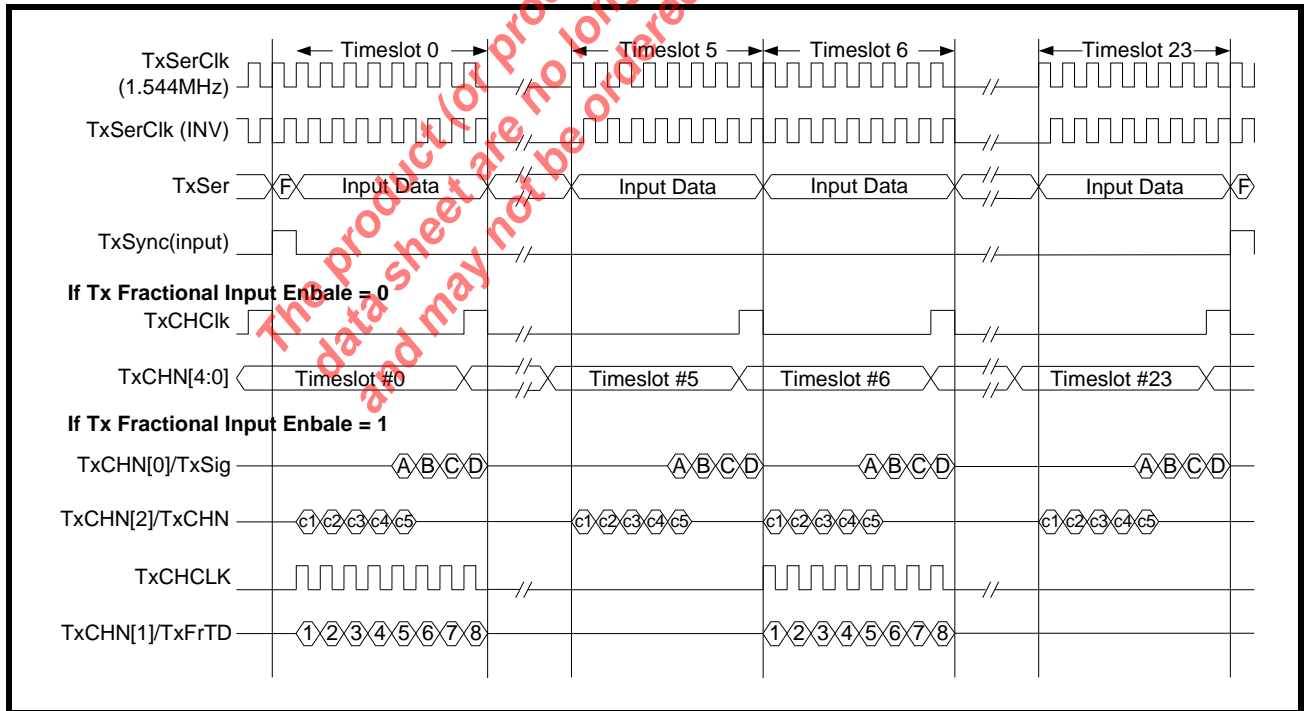 Timeslot 0 Timeslot 5 Timeslot 6 Timeslot 23
TxSerClk
(1.544MHz)
TxSerClk (INV)
TxSer F Input Data Input Data Input Data Input Data F
TxSync(input)
If Tx Fractional Input Enbale = 0
TxCHClk
TxCHN[4:0] Timeslot #0 Timeslot #5 Timeslot #6 Timeslot #23
If Tx Fractional Input Enbale = 1
TxCHN[0]/TxSig A B C D A B C D A B C D A B C D
TxCHN[2]/TxCHN c1 c2 c3 c4 c5 c1 c2 c3 c4 c5 c1 c2 c3 c4 c5 c1 c2 c3 c4 c5
TxCHCLK
TxCHN[1]/TxFrTD 1 2 3 4 5 6 7 8 1 2 3 4 5 6 7 8
The product (or
data sheet are no
and may not be ordered